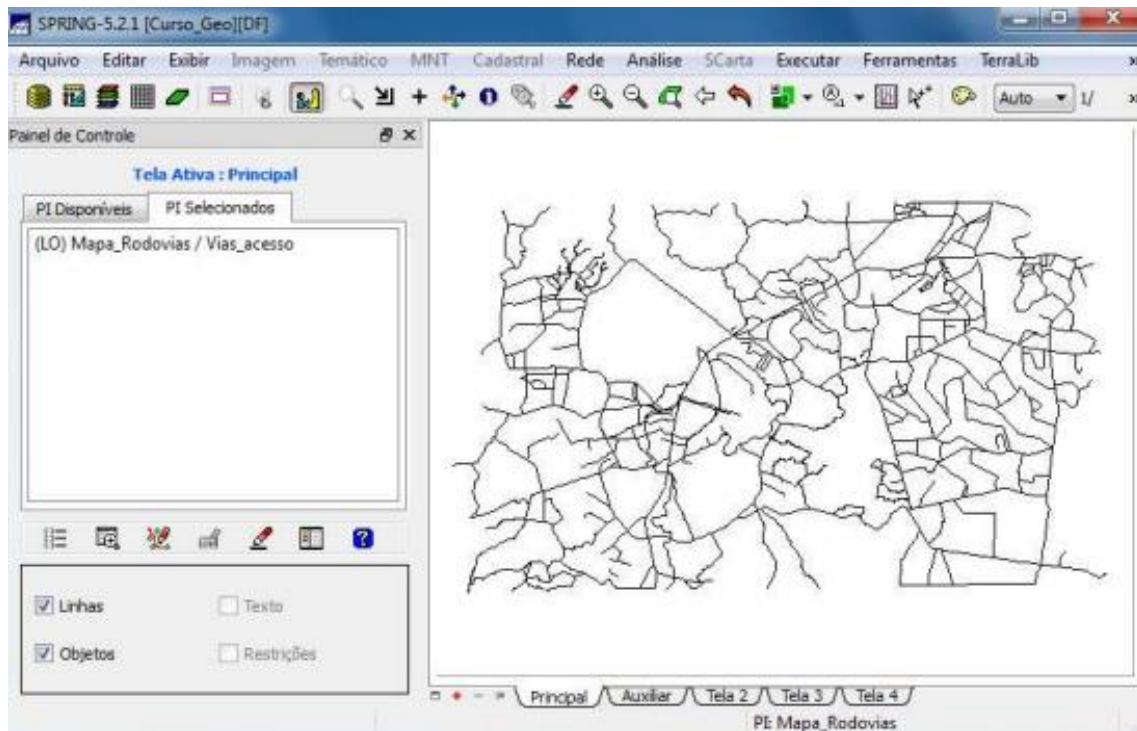 SPRING-5.2.1 [Curso_Geo][DF]
Arquivo Editar Exibir Imagem Temático MNT Cadastral Rede Análise SCarta Executar Ferramentas TerraLib »
Auto 1/ »
Painel de Controle
Tela Ativa : Principal
PI Disponíveis PI Selecionados
(LO) Mapa_Rodovias / Vias_acesso
Linhas Texto
Objetos Restrições
Principal Auxiliar Tela 2 Tela 3 Tela 4
PI: Mapa_Rodovias